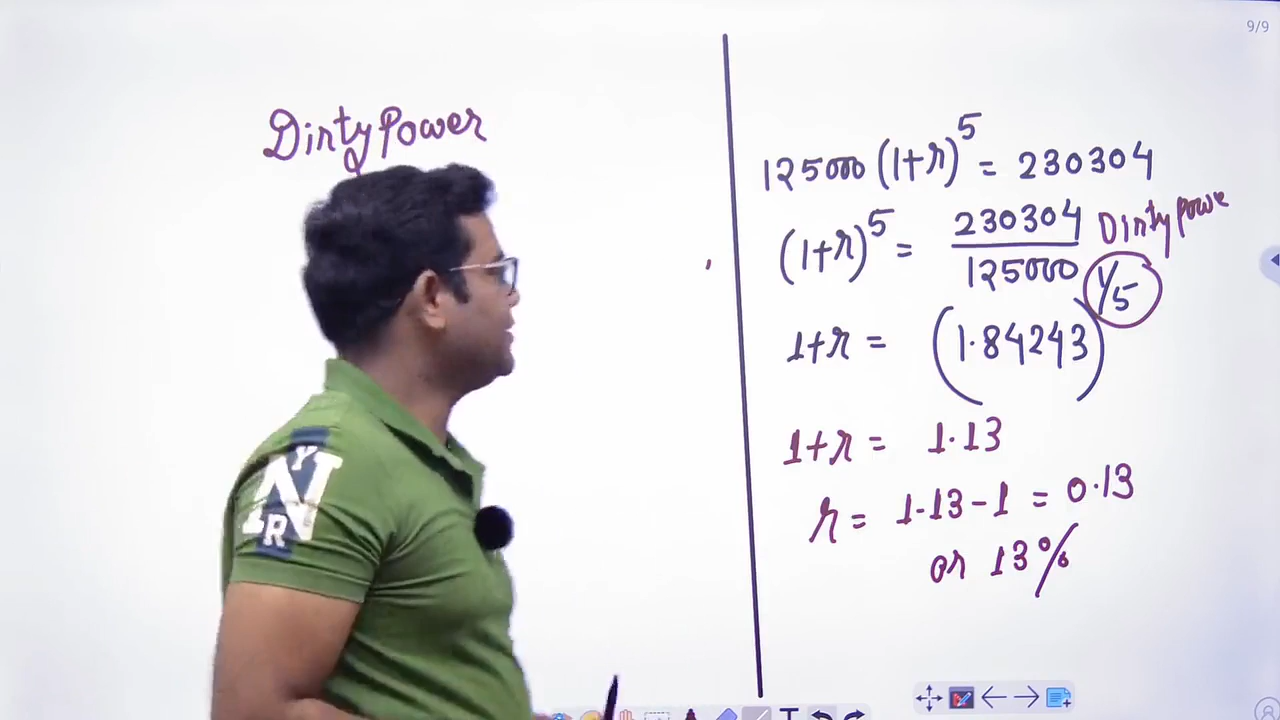 9/9
Dirty Power
125000 (1+r)^5 = 230304
(1+r)^5 = 230304/125000
Dirty Powe
1+r = (1.84243)^1/5
1+r = 1.13
r = 1.13-1 = 0.13
or 13%
NY
R
T